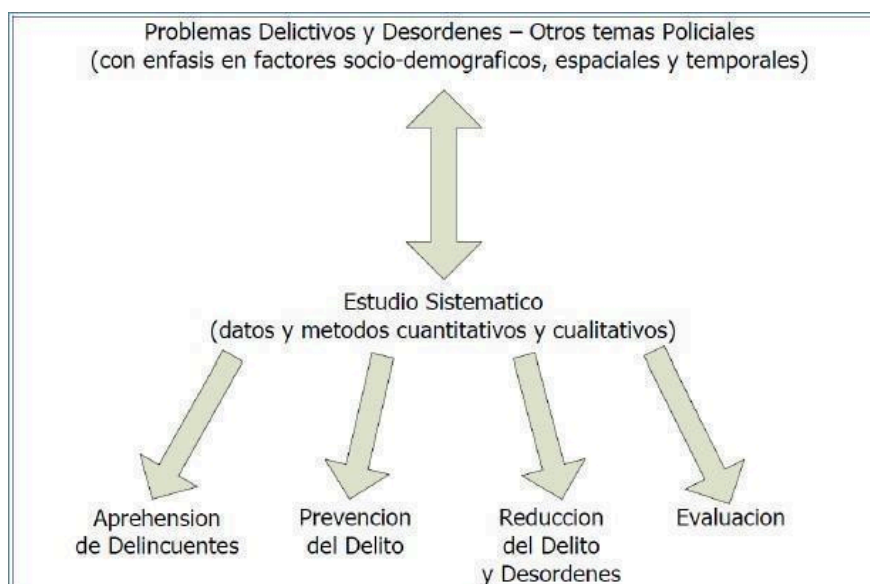 Problemas Delictivos y Desordenes – Otros temas Policiales
(con enfasis en factores socio-demograficos, espaciales y temporales)
Estudio Sistematico
(datos y metodos cuantitativos y cualitativos)
Aprehension
de Delincuentes
Prevencion
del Delito
Reduccion
del Delito
y Desordenes
Evaluacion